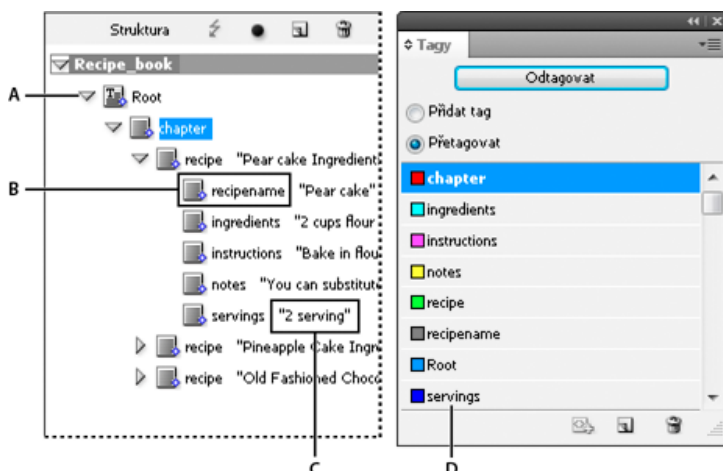 Struktura
Recipe_book
A
Root
chapter
recipe "Pear cake Ingredient
B
recipename "Pear cake"
ingredients "2 cups flour
instructions "Bake in flou
notes "You can substitute
servings "2 serving"
recipe "Pineapple Cake Ingr
recipe "Old Fashioned Choco
C
Tagy
Odtagovat
Přidat tag
Přetagovat
chapter
ingredients
instructions
notes
recipe
recipename
Root
servings
D